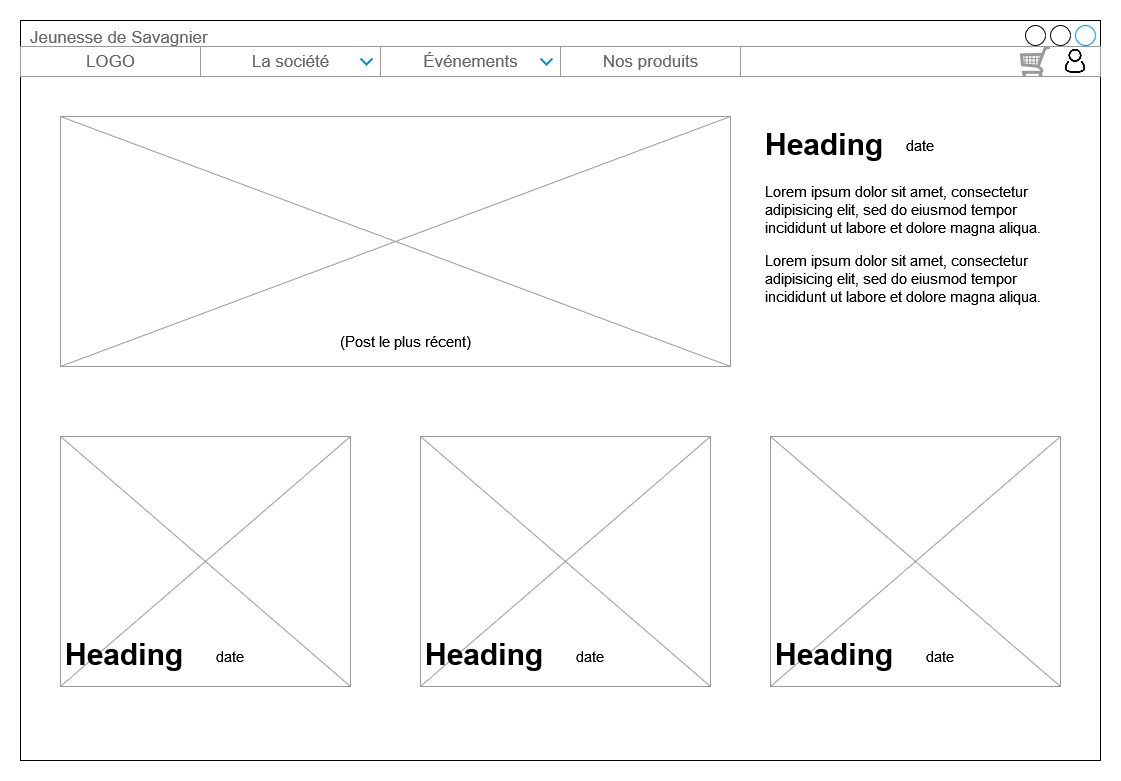 Jeunesse de Savagnier
LOGO
La société
Événements
Nos produits
Heading date
Lorem ipsum dolor sit amet, consectetur
adipisicing elit, sed do eiusmod tempor
incididunt ut labore et dolore magna aliqua.
Lorem ipsum dolor sit amet, consectetur
adipisicing elit, sed do eiusmod tempor
incididunt ut labore et dolore magna aliqua.
(Post le plus récent)
Heading date
Heading date
Heading date